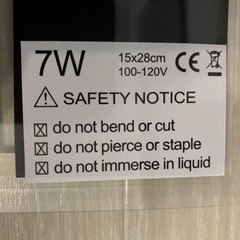 7W 15x28cm CE
100-120V
⚠ SAFETY NOTICE
☒ do not bend or cut
☒ do not pierce or staple
☒ do not immerse in liquid